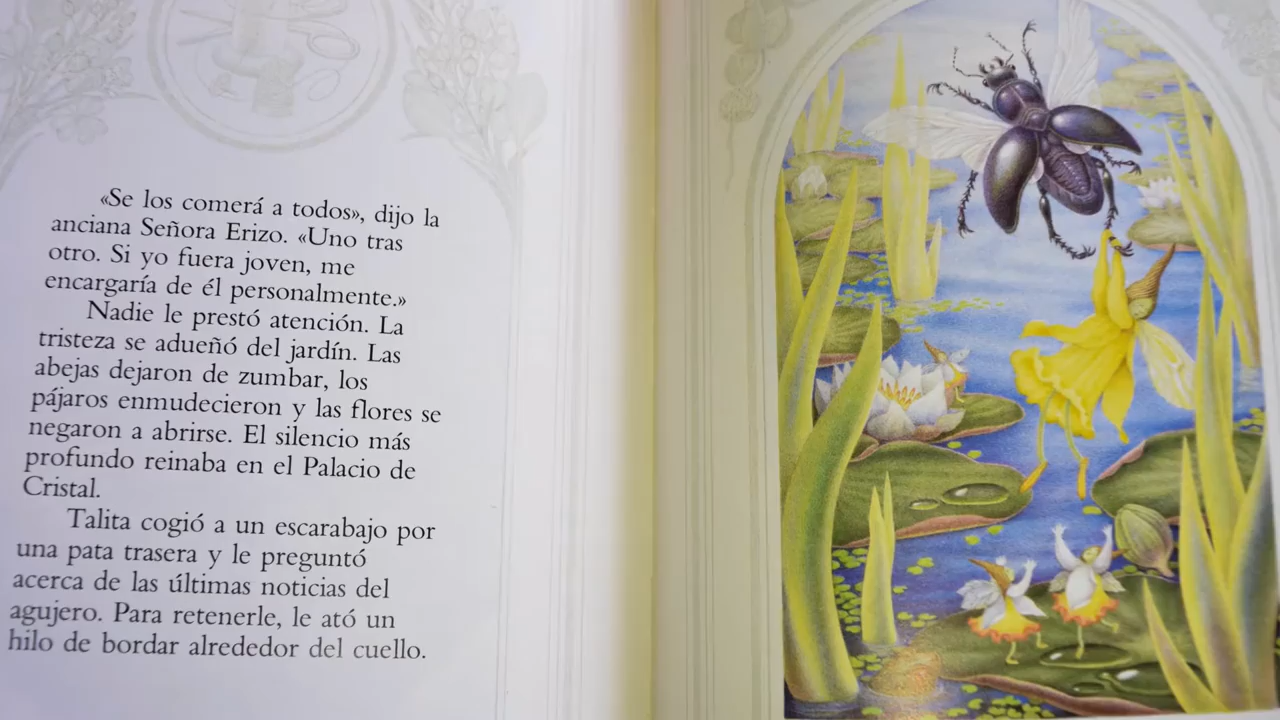 «Se los comerá a todos», dijo la
anciana Señora Erizo. «Uno tras
otro. Si yo fuera joven, me
encargaría de él personalmente.»
Nadie le prestó atención. La
tristeza se adueñó del jardín. Las
abejas dejaron de zumbar, los
pájaros enmudecieron y las flores se
negaron a abrirse. El silencio más
profundo reinaba en el Palacio de
Cristal.
Talita cogió a un escarabajo por
una pata trasera y le preguntó
acerca de las últimas noticias del
agujero. Para retenerle, le ató un
hilo de bordar alrededor del cuello.